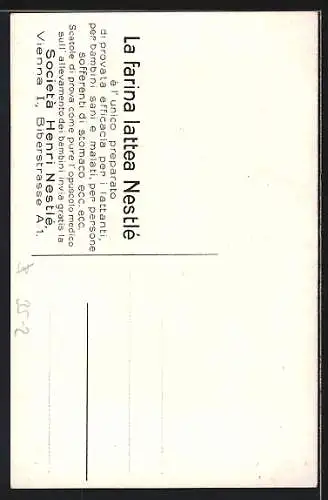 La farina lattea Nestlé
è l'unico preparato
di provata efficacia per i lattanti,
per bambini sani e malati, per persone
sofferenti di stomaco ecc. ecc.
Scatole di prova come pure l'opuscolo medico
sull'allevamento dei bambini invia gratis la
Società Henri Nestlé,
Vienna I., Biberstrasse A 1.
35-2